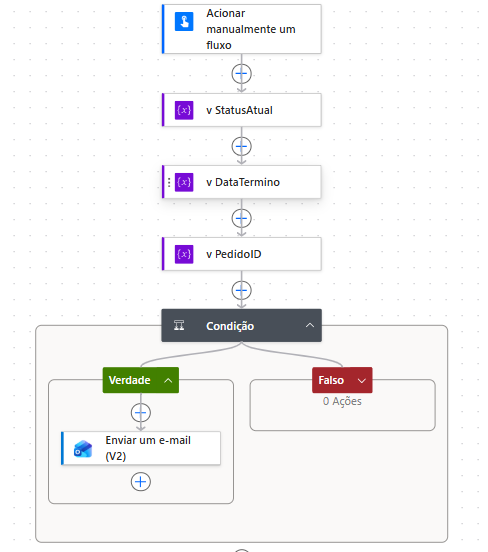 Acionar
manualmente um
fluxo
{x} v StatusAtual
{x} v DataTermino
{x} v PedidoID
Condição
Verdade
Falso
0 Ações
Enviar um e-mail
(V2)